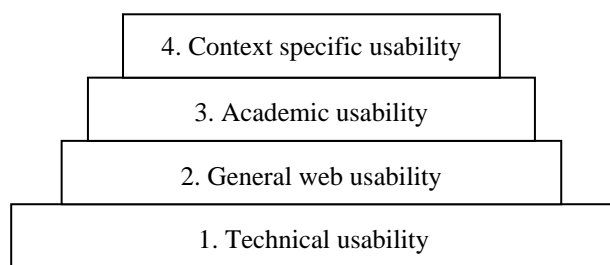 4. Context specific usability
3. Academic usability
2. General web usability
1. Technical usability